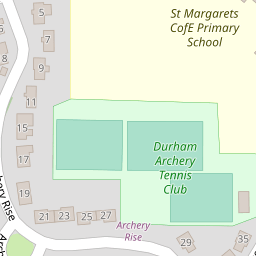 St Margarets
CofE Primary
School
5
7
8
9
11
15
17
19
21
23
25
27
29
35
Durham
Archery
Tennis
Club
Archery
Rise
Rise